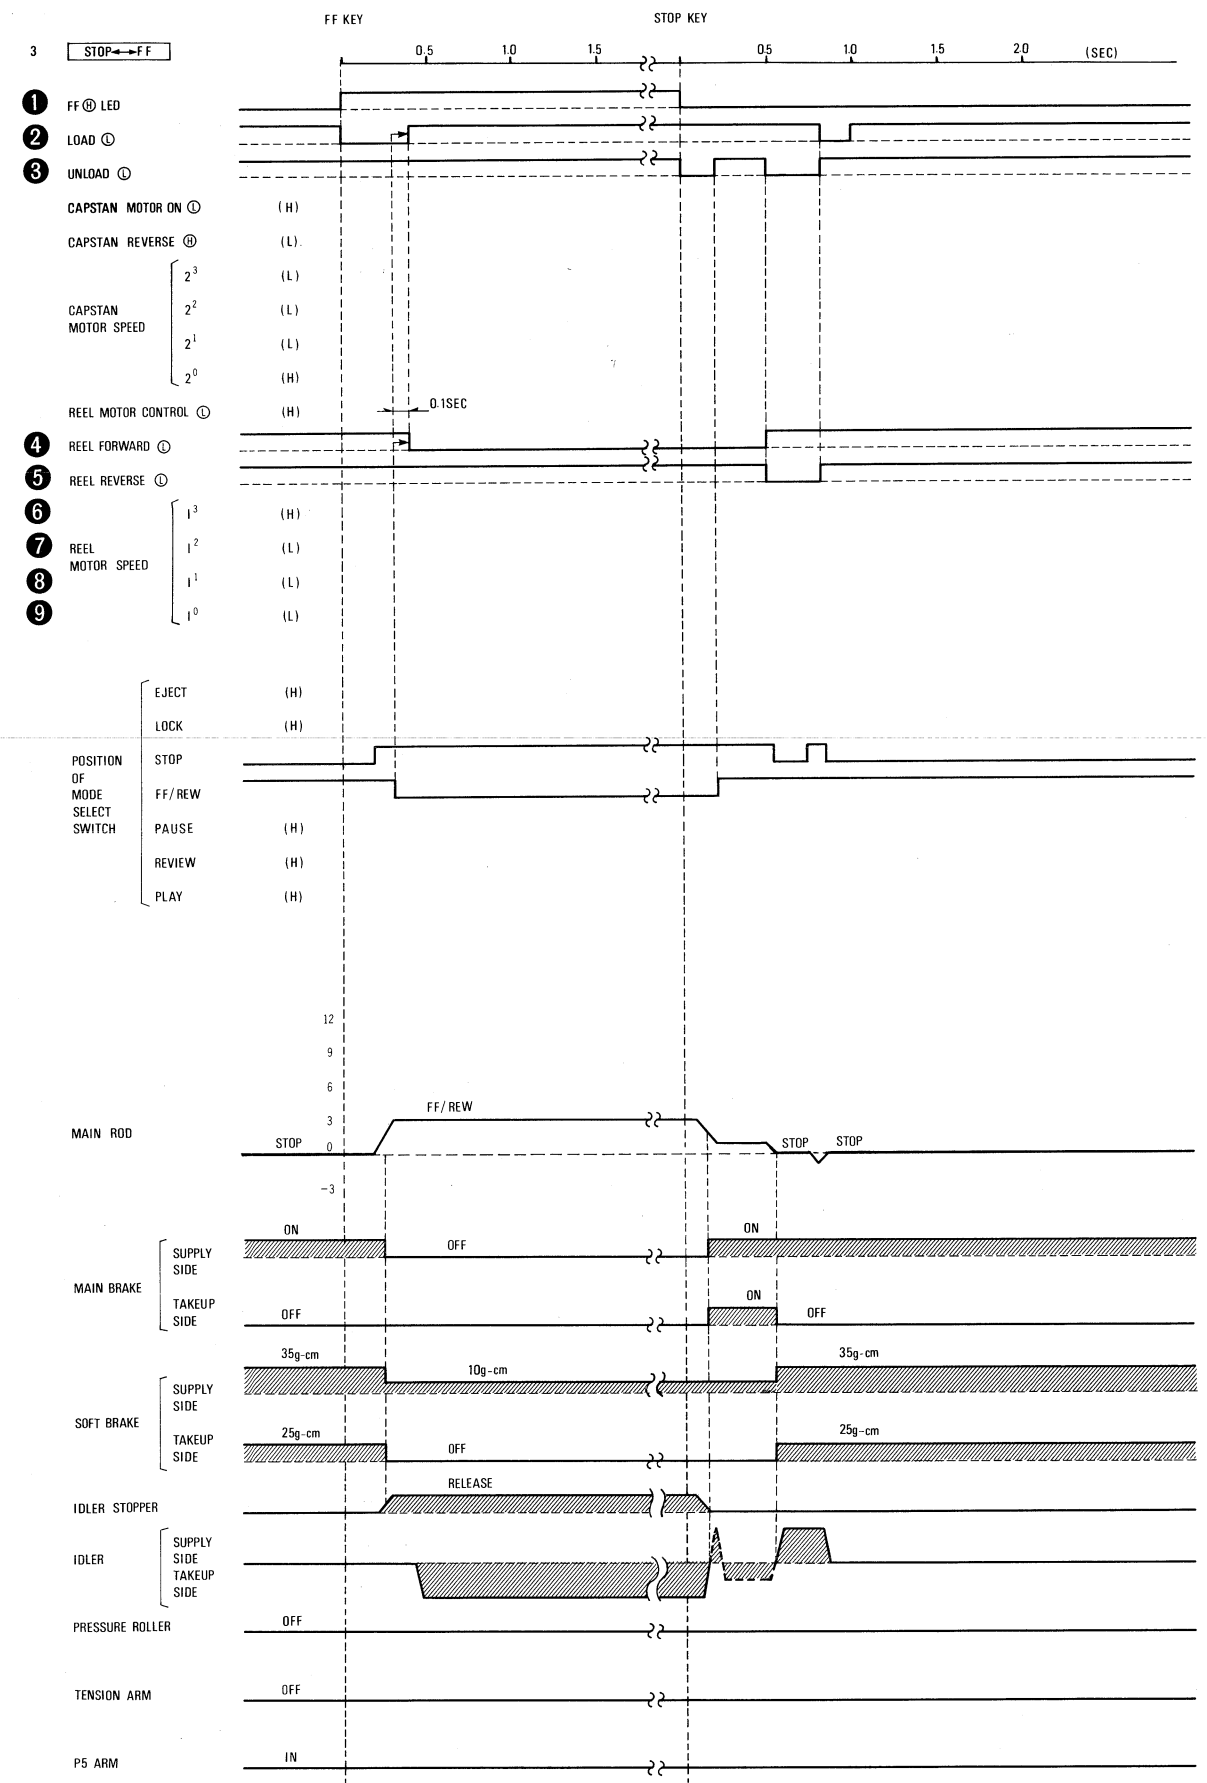 FF KEY STOP KEY
3 STOP↔FF 0.5 1.0 1.5 0.5 1.0 1.5 2.0 (SEC)
1 FF Ⓗ LED
2 LOAD Ⓛ
3 UNLOAD Ⓛ
CAPSTAN MOTOR ON Ⓛ (H)
CAPSTAN REVERSE Ⓗ (L)
2³ (L)
CAPSTAN 2² (L)
MOTOR SPEED
2¹ (L)
2⁰ (H)
REEL MOTOR CONTROL Ⓛ (H) 0.1SEC
4 REEL FORWARD Ⓛ
5 REEL REVERSE Ⓛ
6 I³ (H)
7 REEL I² (L)
MOTOR SPEED
8 I¹ (L)
9 I⁰ (L)
EJECT (H)
LOCK (H)
POSITION STOP
OF
MODE FF/REW
SELECT
SWITCH PAUSE (H)
REVIEW (H)
PLAY (H)
12
9
6
FF/REW
3
MAIN ROD
STOP 0 STOP STOP
−3
ON ON
SUPPLY OFF
SIDE
MAIN BRAKE
ON
TAKEUP OFF OFF
SIDE
35g-cm 10g-cm 35g-cm
SUPPLY
SIDE
SOFT BRAKE
25g-cm 25g-cm
TAKEUP OFF
SIDE
RELEASE
IDLER STOPPER
SUPPLY
IDLER SIDE
TAKEUP
SIDE
PRESSURE ROLLER OFF
TENSION ARM OFF
P5 ARM IN